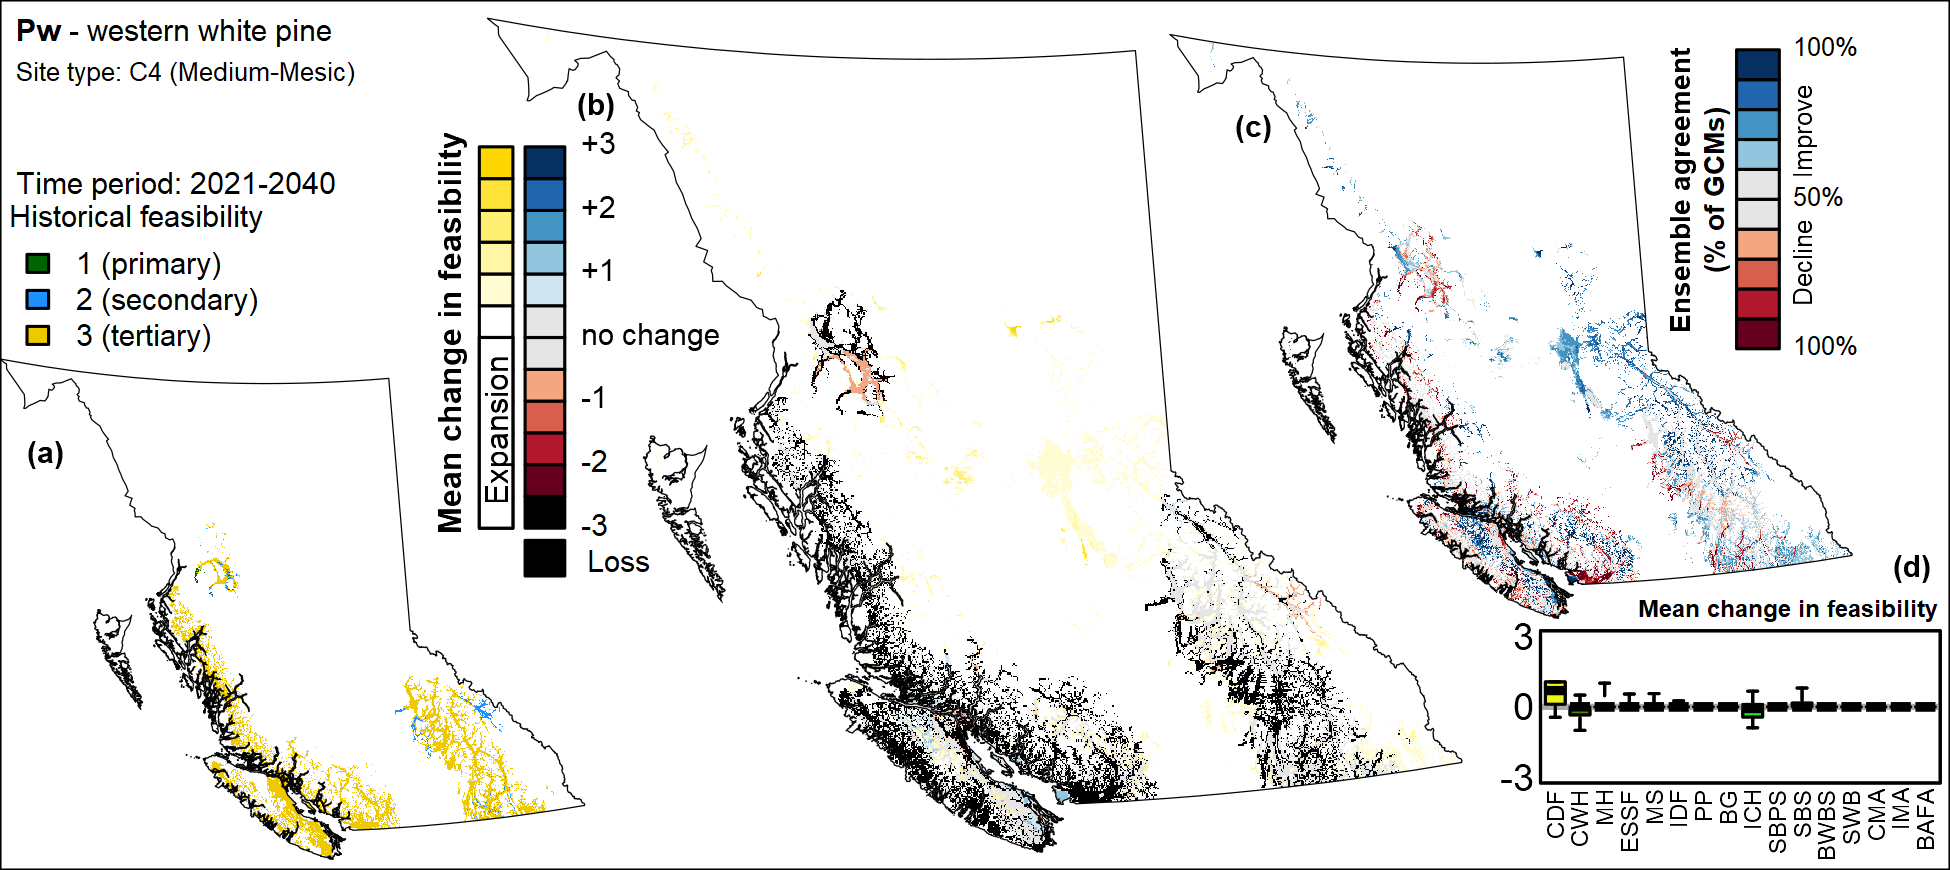 Pw - western white pine
Site type: C4 (Medium-Mesic)
Time period: 2021-2040
Historical feasibility
1 (primary)
2 (secondary)
3 (tertiary)
(a)
(b)
Mean change in feasibility
Expansion
+3
+2
+1
no change
-1
-2
-3
Loss
(c)
Ensemble agreement
(% of GCMs)
100%
Improve
50%
Decline
100%
(d)
Mean change in feasibility
3
0
-3
CDF
CWH
MH
ESSF
MS
IDF
PP
BG
ICH
SBPS
SBS
BWBS
SWB
CMA
IMA
BAFA